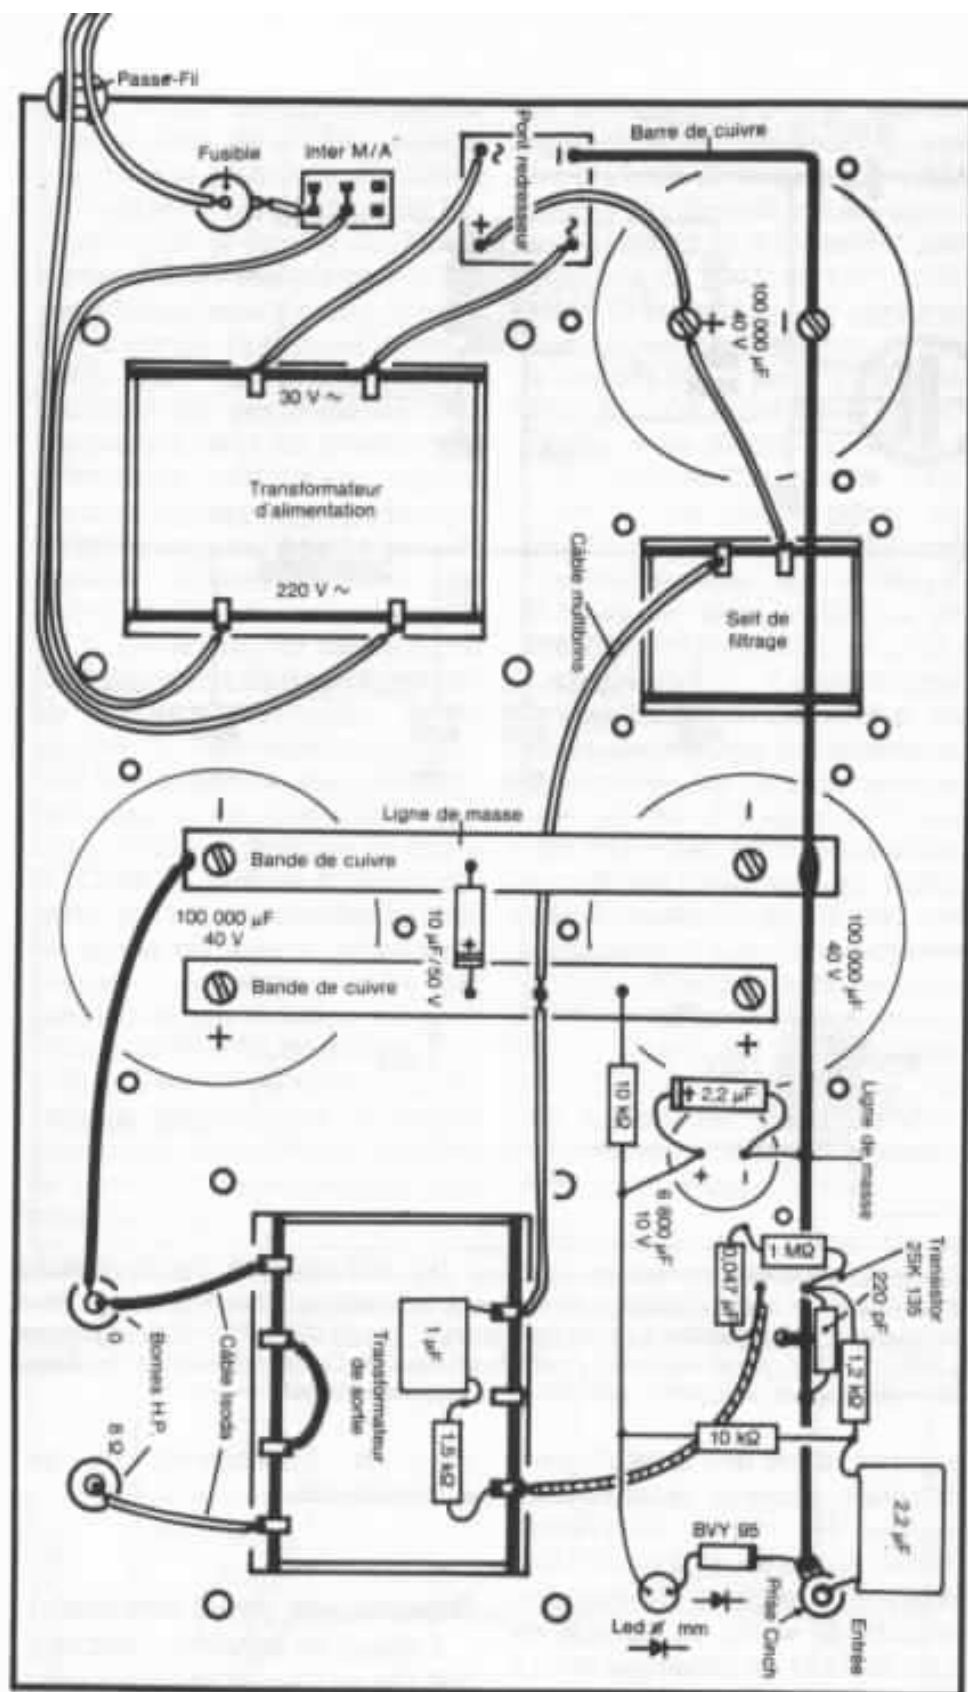 Passe-Fil
Fusible
Inter M/A
Pont redresseur
~
−
+
~
Barre de cuivre
100 000 µF
40 V
+
−
30 V ~
Transformateur
d'alimentation
220 V ~
Câble multibrins
Self de
filtrage
−
Ligne de masse
−
Bande de cuivre
100 000 µF
40 V
10 µF/50 V
+
100 000 µF
40 V
Bande de cuivre
+
+
10 kΩ
+ 2,2 µF
+
−
6 800 µF
10 V
Ligne de masse
1 MΩ
0,047 µF
Transistor
2SK 135
220 pF
1,2 kΩ
10 kΩ
2,2 µF
0
Bornes H.P.
8 Ω
Câble Isoda
Transformateur
de sortie
1 µF
1,5 kΩ
BVY 95
Led ø mm
Prise Cinch
Entrée